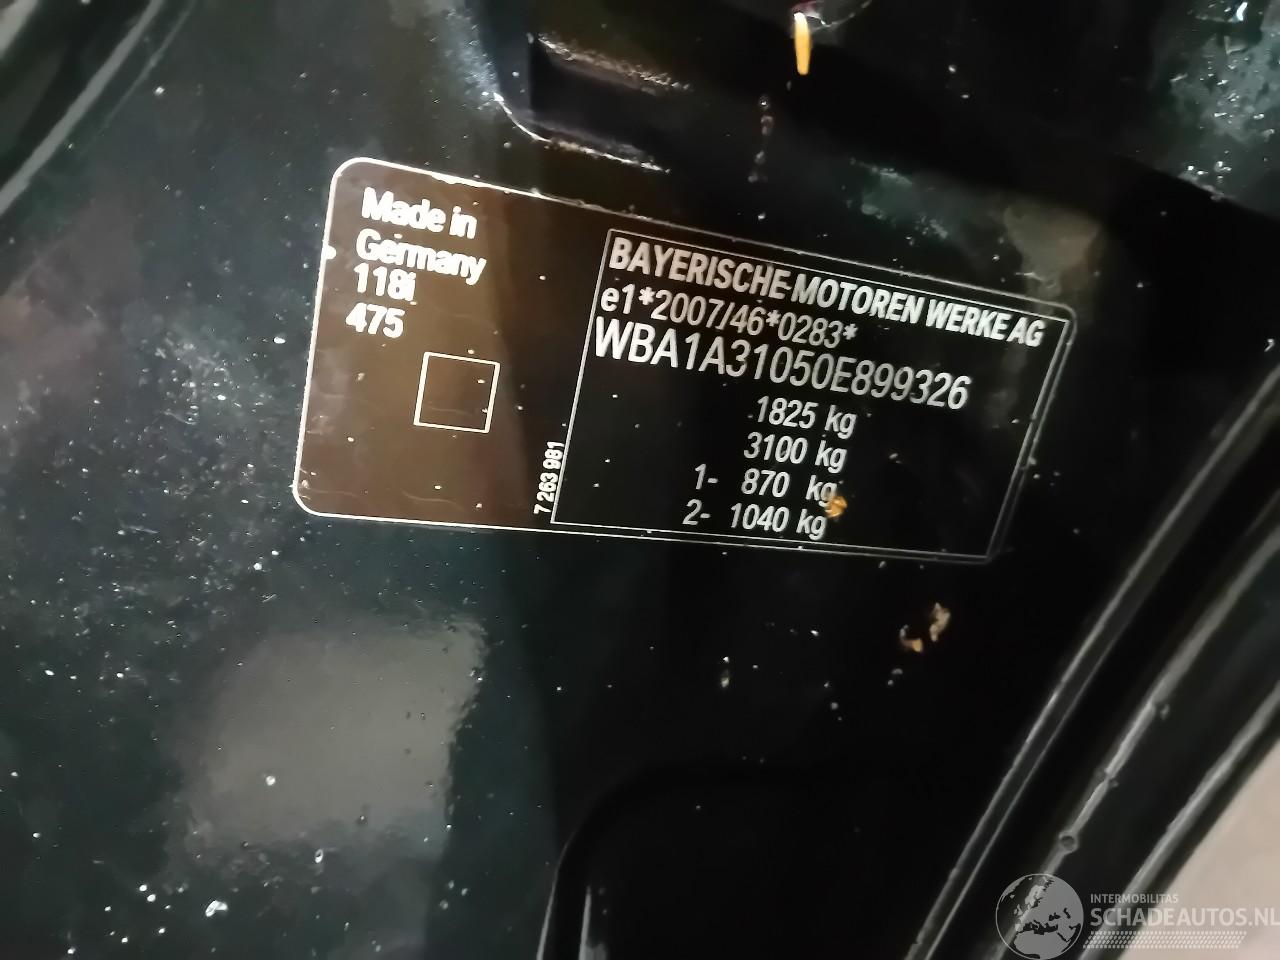 Made in
Germany
118i
475
7 263 981
BAYERISCHE MOTOREN WERKE AG
e1*2007/46*0283*
WBA1A31050E899326
1825 kg
3100 kg
1- 870 kg
2- 1040 kg
INTERMOBILITAS
SCHADEAUTOS.NL